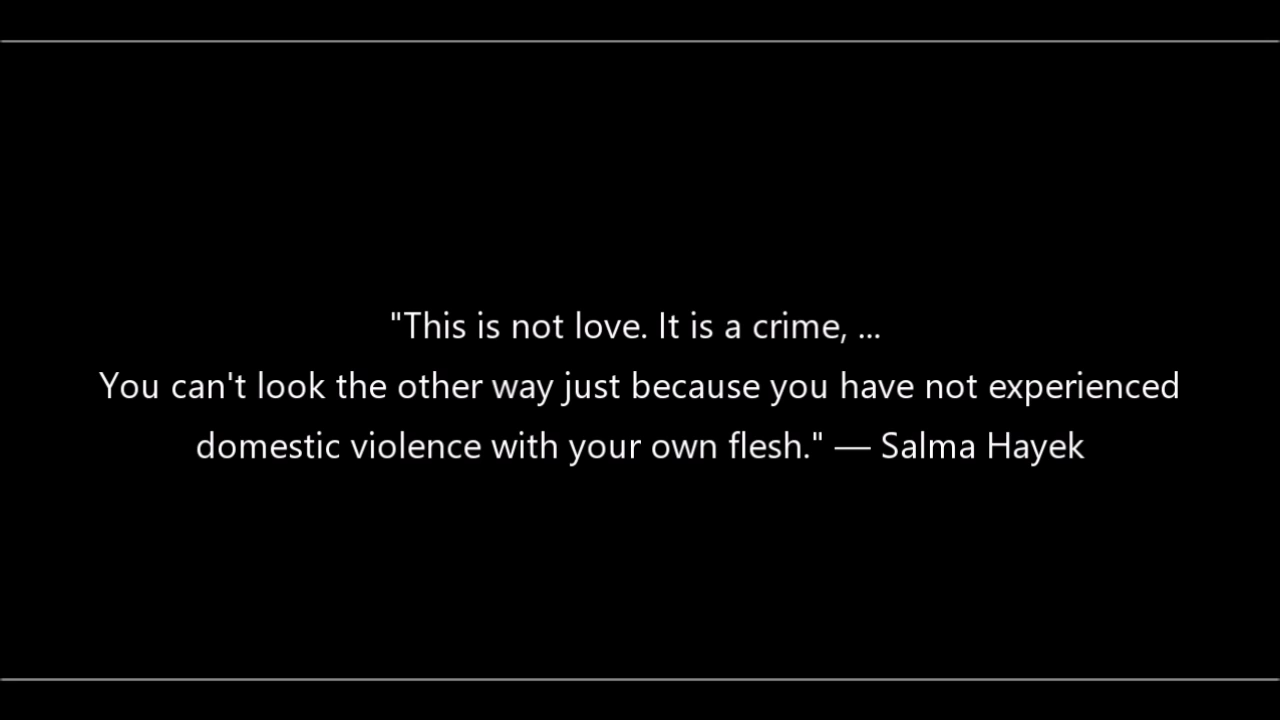 "This is not love. It is a crime, ...
You can't look the other way just because you have not experienced
domestic violence with your own flesh." — Salma Hayek